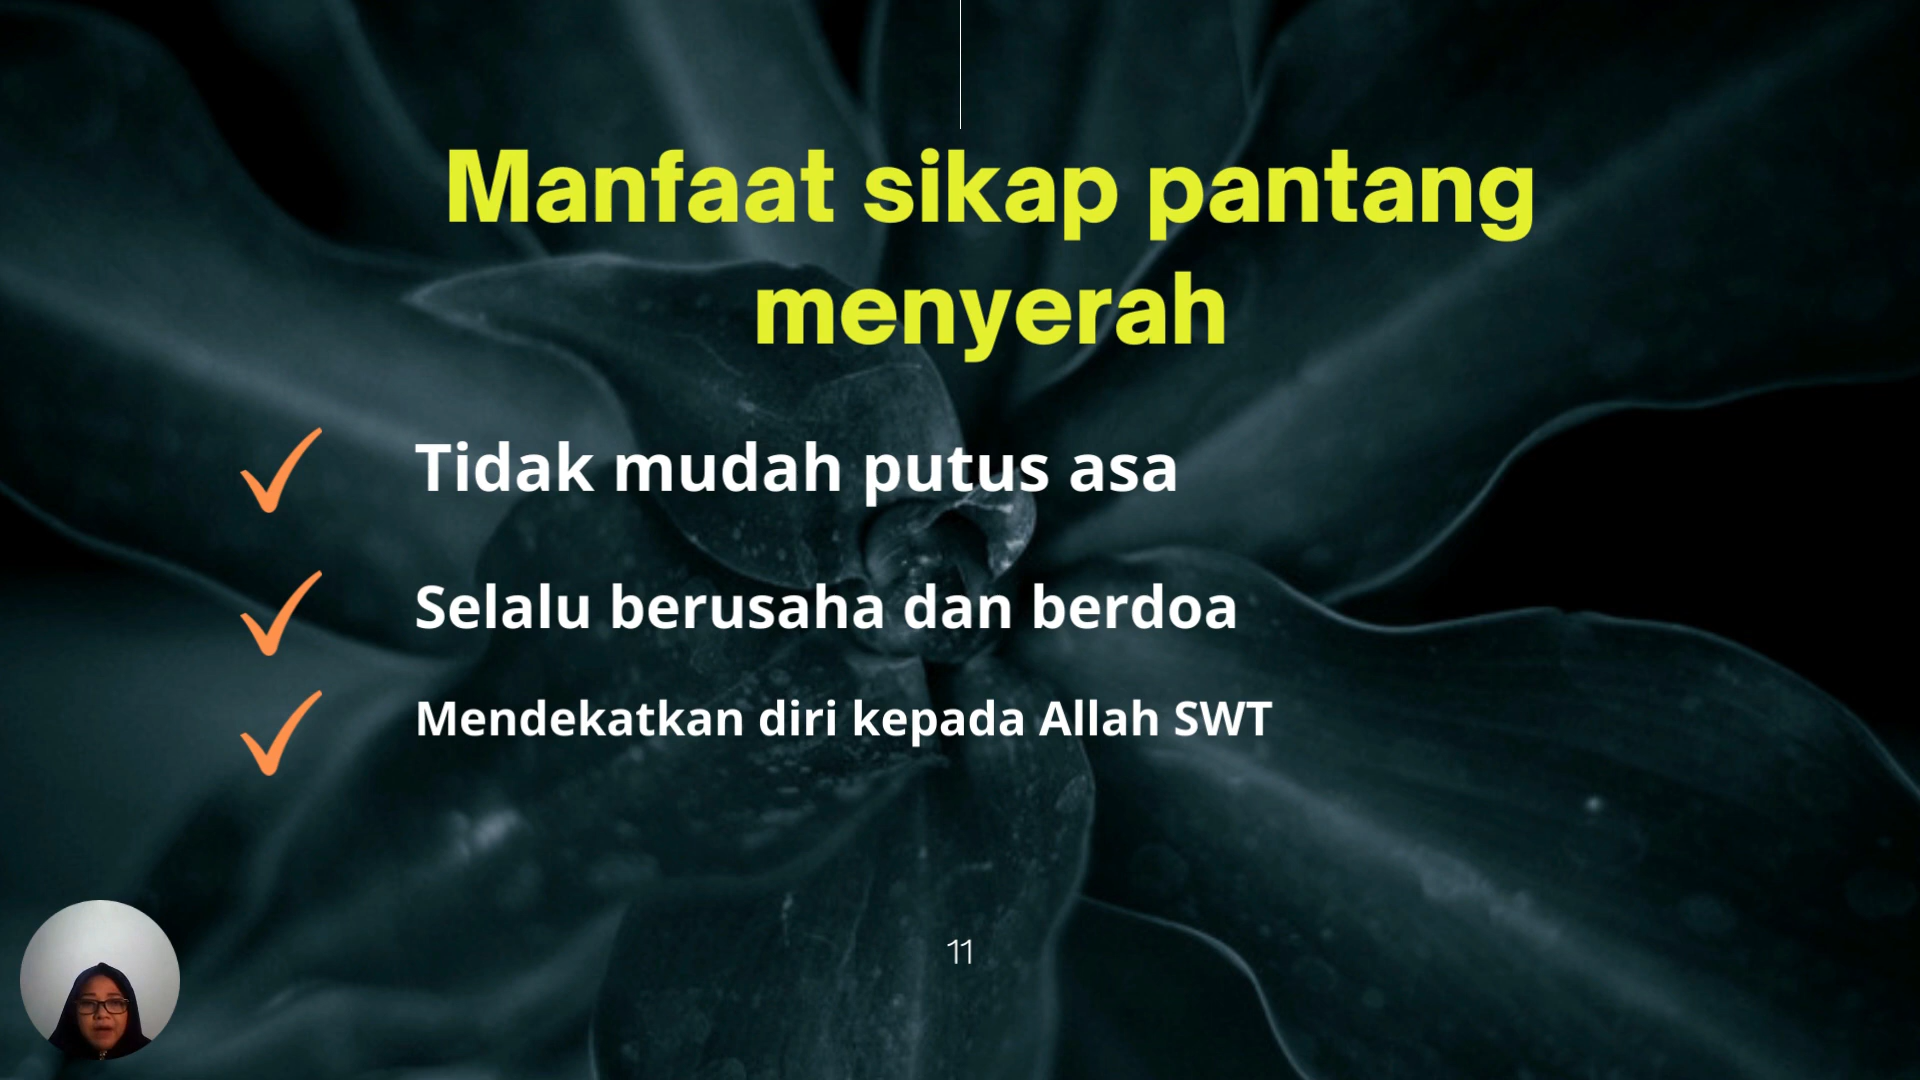 Manfaat sikap pantang
menyerah
Tidak mudah putus asa
Selalu berusaha dan berdoa
Mendekatkan diri kepada Allah SWT
11